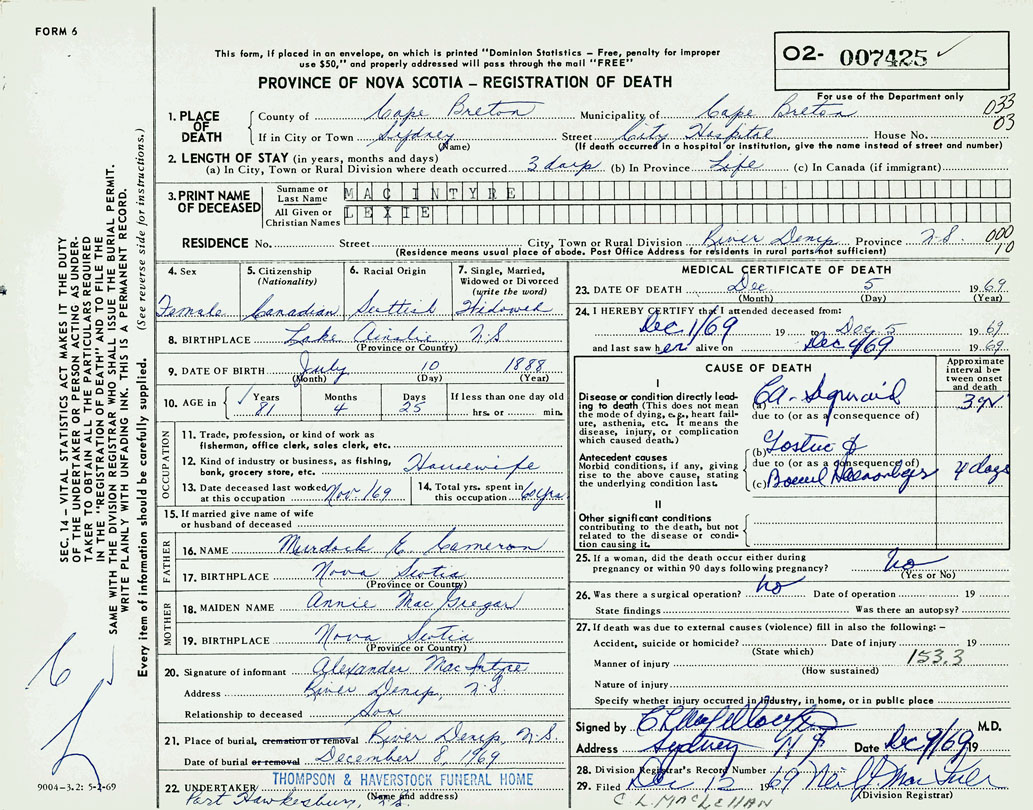 FORM 6
This form, if placed in an envelope, on which is printed "Dominion Statistics – Free, penalty for improper
use $50," and properly addressed will pass through the mail "FREE"
PROVINCE OF NOVA SCOTIA – REGISTRATION OF DEATH
02- 007425 ✓
For use of the Department only
033
03
1. PLACE OF DEATH
County of Cape Breton Municipality of Cape Breton
If in City or Town Sydney Street City Hospital House No.
(Name) (If death occurred in a hospital or institution, give the name instead of street and number)
2. LENGTH OF STAY (in years, months and days)
(a) In City, Town or Rural Division where death occurred 3 days (b) In Province Life (c) In Canada (if immigrant)
3. PRINT NAME OF DECEASED
Surname or Last Name MAC INTYRE
All Given or Christian Names LEXIE
RESIDENCE No. Street City, Town or Rural Division River Denip Province N.S. 000
10
(Residence means usual place of abode. Post Office Address for residents in rural parts not sufficient)
4. Sex
Female
5. Citizenship
(Nationality)
Canadian
6. Racial Origin
Scottish
7. Single, Married,
Widowed or Divorced
(write the word)
Widowed
8. BIRTHPLACE Lake Ainslie N S
(Province or Country)
9. DATE OF BIRTH July 10 1888
(Month) (Day) (Year)
10. AGE in Years Months Days If less than one day old
✓ 81 4 25 hrs. or min.
OCCUPATION
11. Trade, profession, or kind of work as
fisherman, office clerk, sales clerk, etc.
12. Kind of industry or business, as fishing, Housewife
bank, grocery store, etc.
13. Date deceased last worked Nov. 169
at this occupation
14. Total yrs. spent in
this occupation 60 yrs
15. If married give name of wife
or husband of deceased
FATHER
16. NAME Murdock E. Cameron
17. BIRTHPLACE Nova Scotia
(Province or Country)
MOTHER
18. MAIDEN NAME Annie Mac Gregar
19. BIRTHPLACE Nova Scotia
(Province or Country)
20. Signature of informant Alexander Mac Intyre
Address River Denip, N.S.
Relationship to deceased Son
21. Place of burial, cremation or removal River Denip, N.S.
Date of burial or removal December 8, 1969
THOMPSON & HAVERSTOCK FUNERAL HOME
22. UNDERTAKER Port Hawkesbury, N.S.
(Name and address)
MEDICAL CERTIFICATE OF DEATH
23. DATE OF DEATH Dec 5 1969
(Month) (Day) (Year)
24. I HEREBY CERTIFY that I attended deceased from:
Dec 1/69 19 to Dec 5 1969
and last saw her alive on Dec 4/69 1969
CAUSE OF DEATH
Approximate
interval be-
tween onset
and death
I
Disease or condition directly lead-
ing to death (This does not
mean the mode of dying, e.g., heart fail-
ure, asthenia, etc. It means the
disease, injury, or complication
which caused death.)
(a) CA - Sigmoid
due to (or as a consequence of)
Antecedent causes
Morbid conditions, if any, giving
rise to the above cause, stating
the underlying condition last.
(b)
due to (or as a consequence of)
(c) 4 days
II
Other significant conditions
contributing to the death, but not
related to the disease or condi-
tion causing it.
25. If a woman, did the death occur either during
pregnancy or within 90 days following pregnancy? No
(Yes or No)
26. Was there a surgical operation? No Date of operation 19
State findings Was there an autopsy?
27. If death was due to external causes (violence) fill in also the following: –
Accident, suicide or homicide? Date of injury 19
(State which)
153.3
Manner of injury
(How sustained)
Nature of injury
Specify whether injury occurred in industry, in home, or in public place
Signed by M.D.
Address Sydney N S Date Dec 9/69 19
28. Division Registrar's Record Number
29. Filed Dec 12 1969
(Division Registrar)
C L. MACLELLAN
SEC. 14 – VITAL STATISTICS ACT MAKES IT THE DUTY
OF THE UNDERTAKER OR PERSON ACTING AS UNDER-
TAKER TO OBTAIN ALL THE PARTICULARS REQUIRED
IN THE "REGISTRATION OF DEATH" AND TO FILE THE
SAME WITH THE DIVISION REGISTRAR WHO SHALL ISSUE THE BURIAL PERMIT.
WRITE PLAINLY WITH UNFADING INK. THIS IS A PERMANENT RECORD.
Every item of information should be carefully supplied. (See reverse side for instructions.)
9004-3.2: 5-2-69